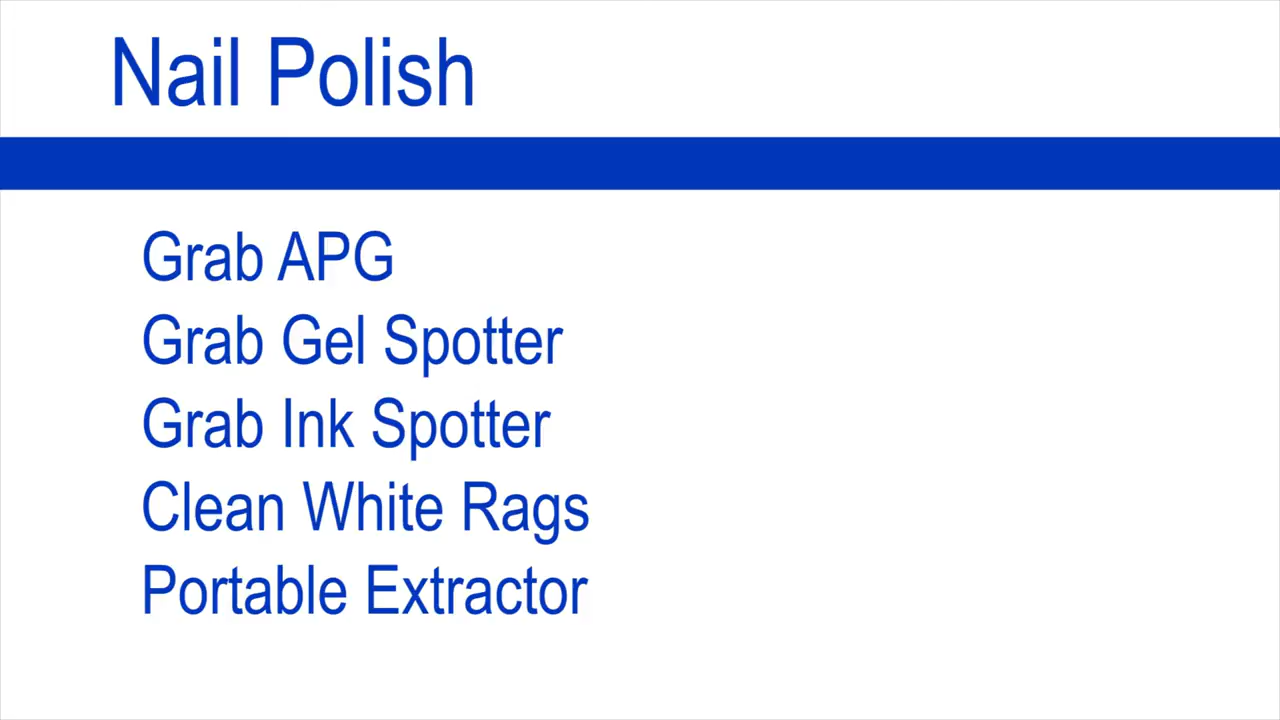 Nail Polish
Grab APG
Grab Gel Spotter
Grab Ink Spotter
Clean White Rags
Portable Extractor